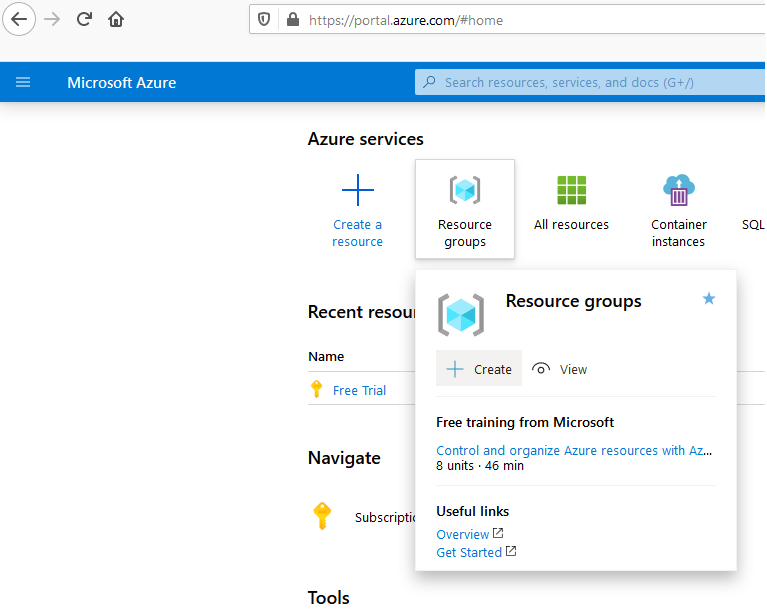 https://portal.azure.com/#home
Microsoft Azure
Search resources, services, and docs (G+/)
Azure services
Create a
resource
Resource
groups
All resources
Container
instances
SQL
Resource groups
Create
View
Free training from Microsoft
Control and organize Azure resources with Az...
8 units · 46 min
Useful links
Overview
Get Started
Recent resour
Name
Free Trial
Navigate
Subscriptic
Tools